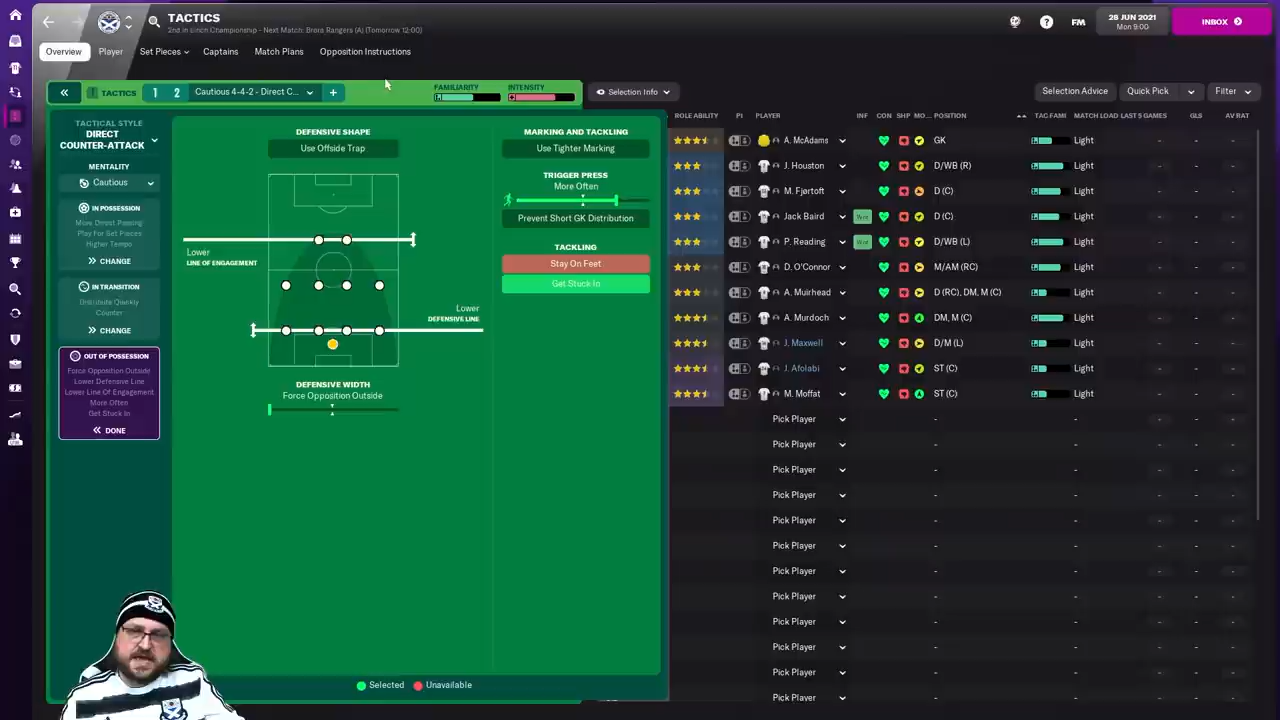 TACTICS
2nd in cinch Championship - Next Match: Brora Rangers (A) (Tomorrow 12:00)
FM
28 JUN 2021
Mon 9:00
INBOX
Overview
Player
Set Pieces
Captains
Match Plans
Opposition Instructions
TACTICS
1 2
Cautious 4-4-2 - Direct C...
+
FAMILIARITY
INTENSITY
Selection Info
Selection Advice
Quick Pick
Filter
TACTICAL STYLE
DIRECT
COUNTER-ATTACK
MENTALITY
Cautious
IN POSSESSION
More Direct Passing
Play For Set Pieces
Higher Tempo
CHANGE
IN TRANSITION
Distribute Quickly
Counter
CHANGE
OUT OF POSSESSION
Force Opposition Outside
Lower Defensive Line
Lower Line Of Engagement
More Often
Get Stuck In
DONE
DEFENSIVE SHAPE
Use Offside Trap
Lower
LINE OF ENGAGEMENT
Lower
DEFENSIVE LINE
DEFENSIVE WIDTH
Force Opposition Outside
MARKING AND TACKLING
Use Tighter Marking
TRIGGER PRESS
More Often
Prevent Short GK Distribution
TACKLING
Stay On Feet
Get Stuck In
Selected
Unavailable
ROLE ABILITY PI PLAYER INF CON SHP MO... POSITION TAC FAMI MATCH LOAD LAST 5 GAMES GLS AV RAT
A. McAdams GK Light - - -
J. Houston D/WB (R) Light - - -
M. Fjørtoft D (C) Light - - -
Jack Baird Wnt D (C) Light - - -
P. Reading Wnt D/WB (L) Light - - -
D. O'Connor M/AM (RC) Light - - -
A. Muirhead D (RC), DM, M (C) Light - - -
A. Murdoch DM, M (C) Light - - -
J. Maxwell D/M (L) Light - - -
J. Afolabi ST (C) Light - - -
M. Moffat ST (C) Light - - -
Pick Player - - - -
Pick Player - - - -
Pick Player - - - -
Pick Player - - - -
Pick Player - - - -
Pick Player - - - -
Pick Player - - - -
Pick Player - - - -
Pick Player - - - -
Pick Player - - - -
Pick Player - - - -
Pick Player - - - -